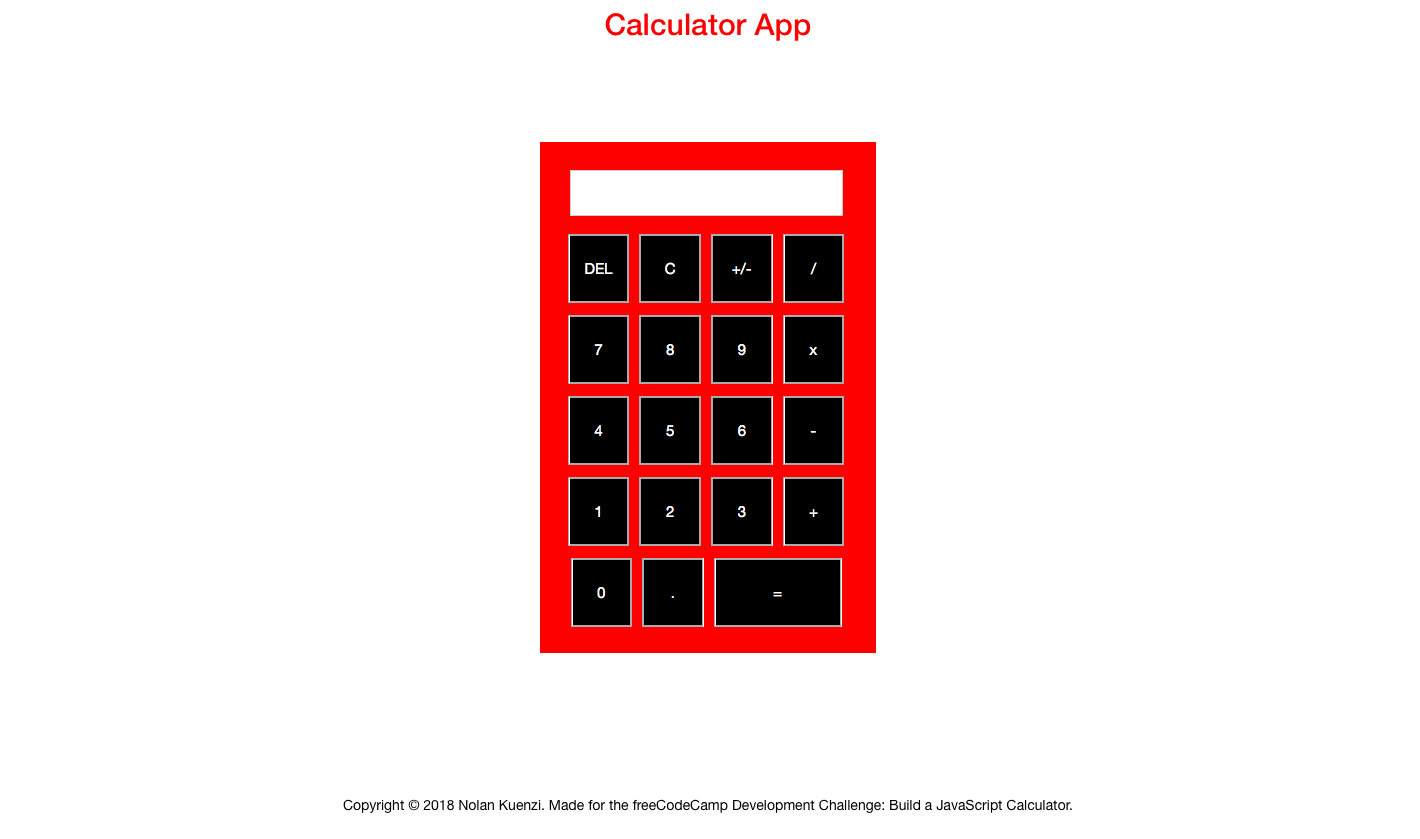 Calculator App
DEL C +/- /
7 8 9 x
4 5 6 -
1 2 3 +
0 . =
Copyright © 2018 Nolan Kuenzi. Made for the freeCodeCamp Development Challenge: Build a JavaScript Calculator.